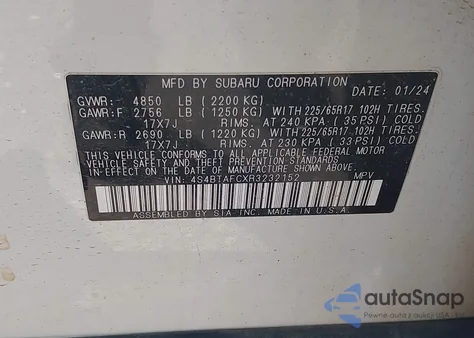 MFD BY SUBARU CORPORATION 01/24
GVWR: 4850 LB (2200 KG)
GAWR:F 2756 LB (1250 KG) WITH 225/65R17 102H TIRES.
17X7J RIMS. AT 240 KPA( 35 PSI) COLD
GAWR:R 2690 LB (1220 KG) WITH 225/65R17 102H TIRES.
17X7J RIMS. AT 230 KPA( 33 PSI) COLD
THIS VEHICLE CONFORMS TO ALL APPLICABLE FEDERAL MOTOR
VEHICLE SAFETY AND THEFT PREVENTION STANDARDS IN EFFECT
ON THE DATE OF MANUFACTURE SHOWN ABOVE.
VIN: 4S4BTAFCXR3232152 MPV
ASSEMBLED BY SIA INC. MADE IN U.S.A.
autoSnap
Pewne auta z USA